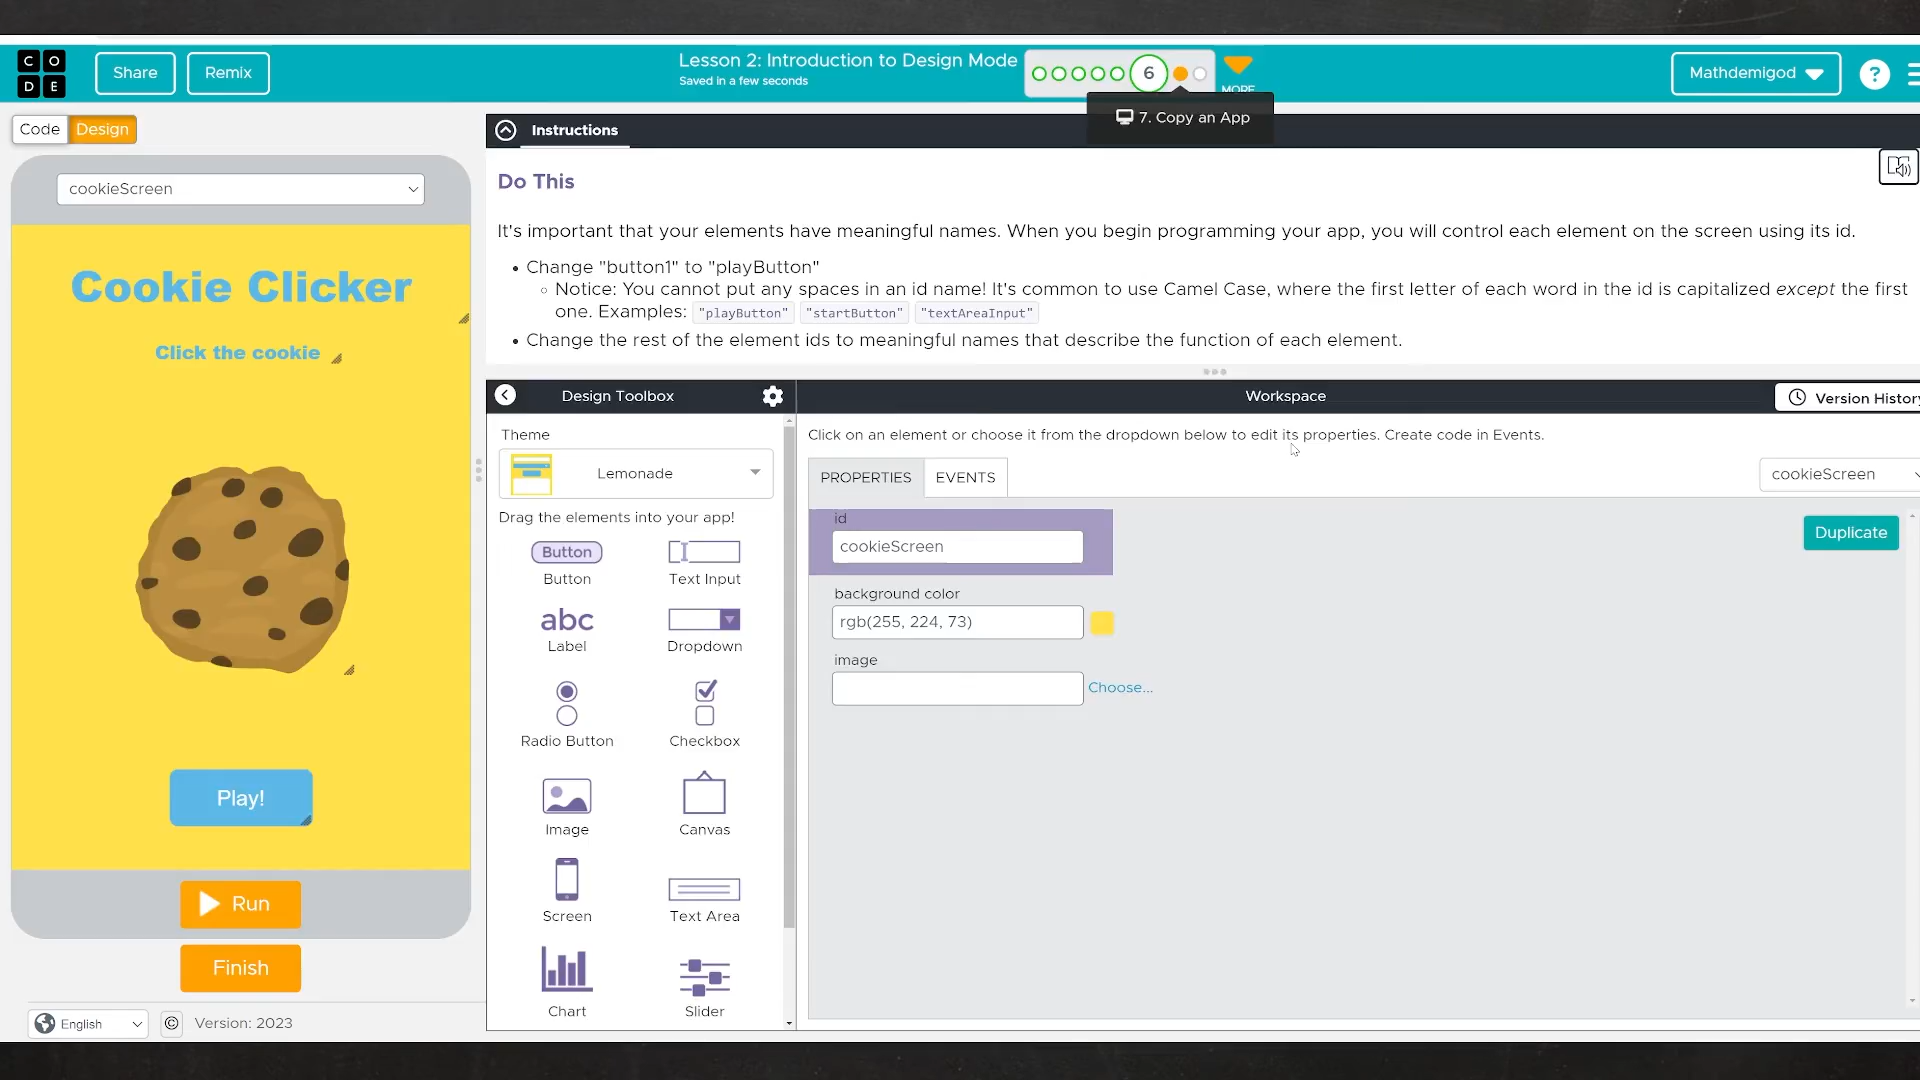 CODE
Share
Remix
Lesson 2: Introduction to Design Mode
Saved in a few seconds
6
MORE
Mathdemigod
?
7. Copy an App
Code
Design
Instructions
cookieScreen
Do This
It's important that your elements have meaningful names. When you begin programming your app, you will control each element on the screen using its id.
Change "button1" to "playButton"
Notice: You cannot put any spaces in an id name! It's common to use Camel Case, where the first letter of each word in the id is capitalized except the first
one. Examples: "playButton" "startButton" "textAreaInput"
Change the rest of the element ids to meaningful names that describe the function of each element.
Cookie Clicker
Click the cookie
Play!
Run
Finish
English
© Version: 2023
Design Toolbox
Workspace
Version History
Theme
Lemonade
Drag the elements into your app!
Button
Button
Text Input
abc
Label
Dropdown
Radio Button
Checkbox
Image
Canvas
Screen
Text Area
Chart
Slider
Click on an element or choose it from the dropdown below to edit its properties. Create code in Events.
PROPERTIES
EVENTS
cookieScreen
id
cookieScreen
Duplicate
background color
rgb(255, 224, 73)
image
Choose...